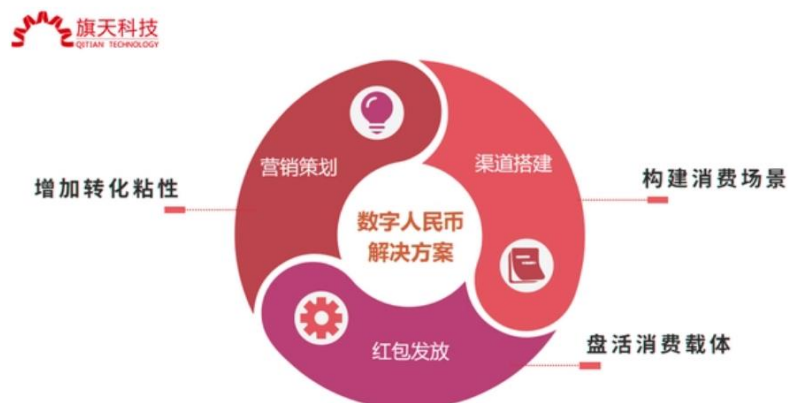 旗天科技
QITIAN TECHNOLOGY
营销策划
渠道搭建
增加转化粘性
构建消费场景
数字人民币
解决方案
红包发放
盘活消费载体